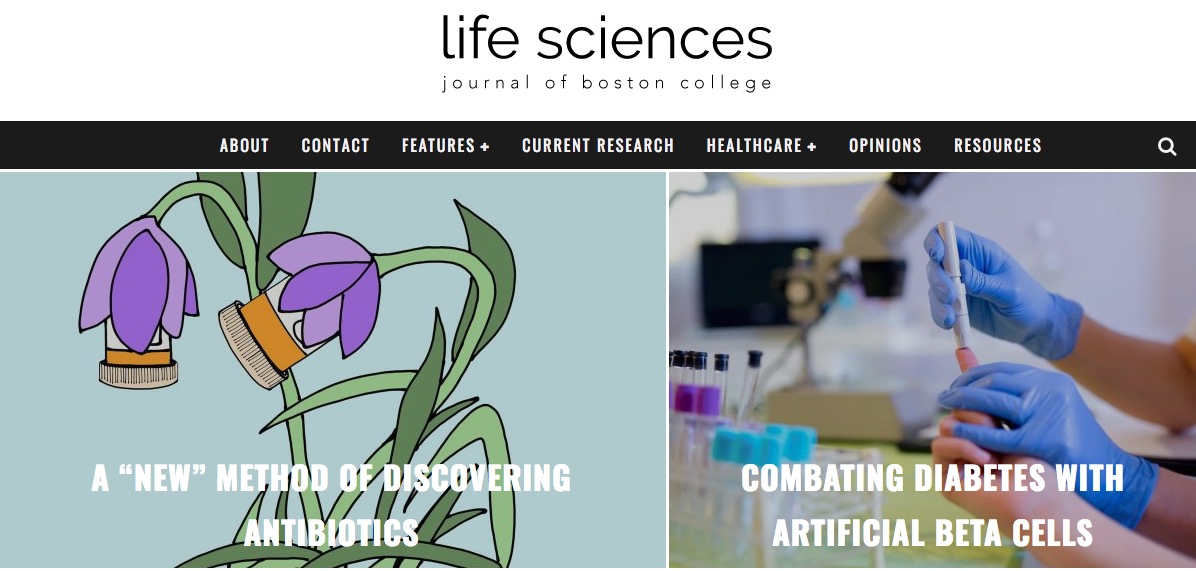 life sciences
journal of boston college
ABOUT CONTACT FEATURES + CURRENT RESEARCH HEALTHCARE + OPINIONS RESOURCES
A “NEW” METHOD OF DISCOVERING
ANTIBIOTICS
COMBATING DIABETES WITH
ARTIFICIAL BETA CELLS